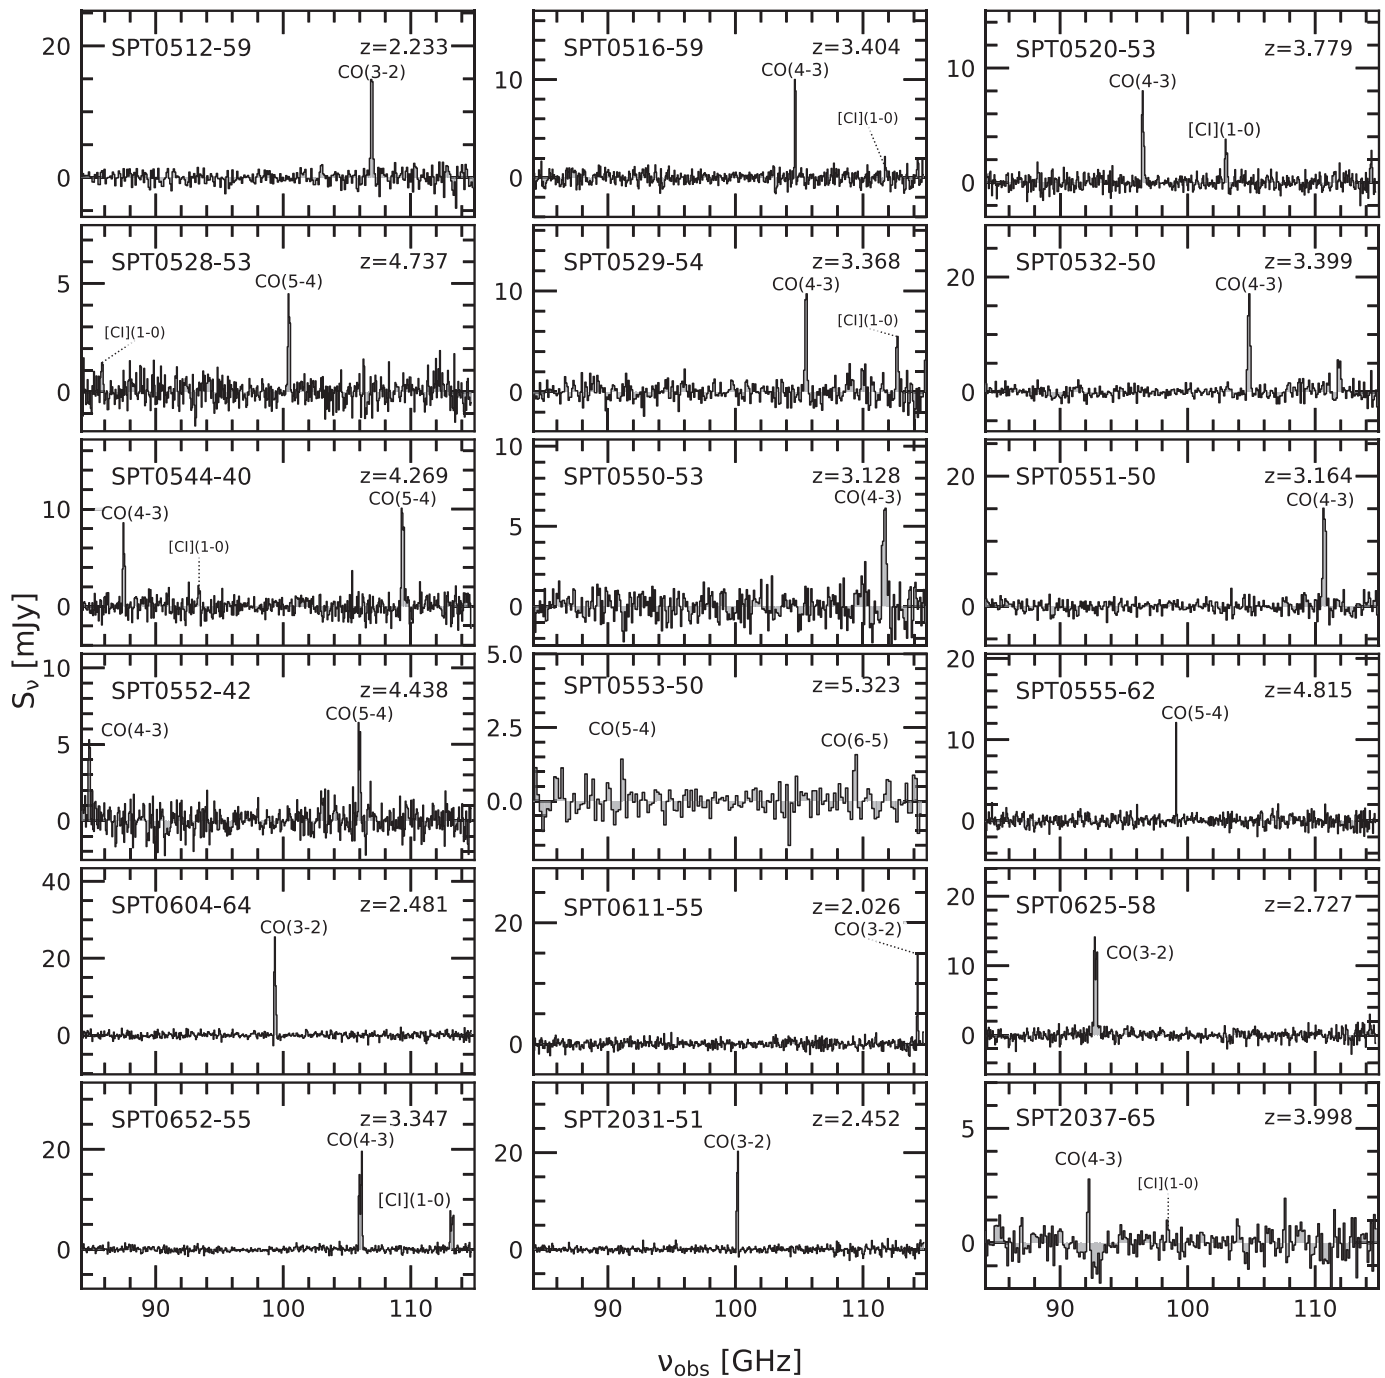 SPT0512-59 z=2.233
CO(3-2)
20
0
SPT0516-59 z=3.404
CO(4-3)
[CI](1-0)
10
0
SPT0520-53 z=3.779
CO(4-3)
[CI](1-0)
10
0
SPT0528-53 z=4.737
CO(5-4)
[CI](1-0)
5
0
SPT0529-54 z=3.368
CO(4-3)
[CI](1-0)
10
0
SPT0532-50 z=3.399
CO(4-3)
20
0
SPT0544-40 z=4.269
CO(5-4)
CO(4-3)
[CI](1-0)
10
0
SPT0550-53 z=3.128
CO(4-3)
10
5
0
SPT0551-50 z=3.164
CO(4-3)
20
0
Sν [mJy]
SPT0552-42 z=4.438
CO(5-4)
CO(4-3)
10
5
0
SPT0553-50 z=5.323
CO(5-4)
CO(6-5)
5.0
2.5
0.0
SPT0555-62 z=4.815
CO(5-4)
20
10
0
SPT0604-64 z=2.481
CO(3-2)
40
20
0
SPT0611-55 z=2.026
CO(3-2)
20
0
SPT0625-58 z=2.727
CO(3-2)
20
10
0
SPT0652-55 z=3.347
CO(4-3)
[CI](1-0)
20
0
90 100 110
SPT2031-51 z=2.452
CO(3-2)
20
0
90 100 110
SPT2037-65 z=3.998
CO(4-3)
[CI](1-0)
5
0
90 100 110
νobs [GHz]